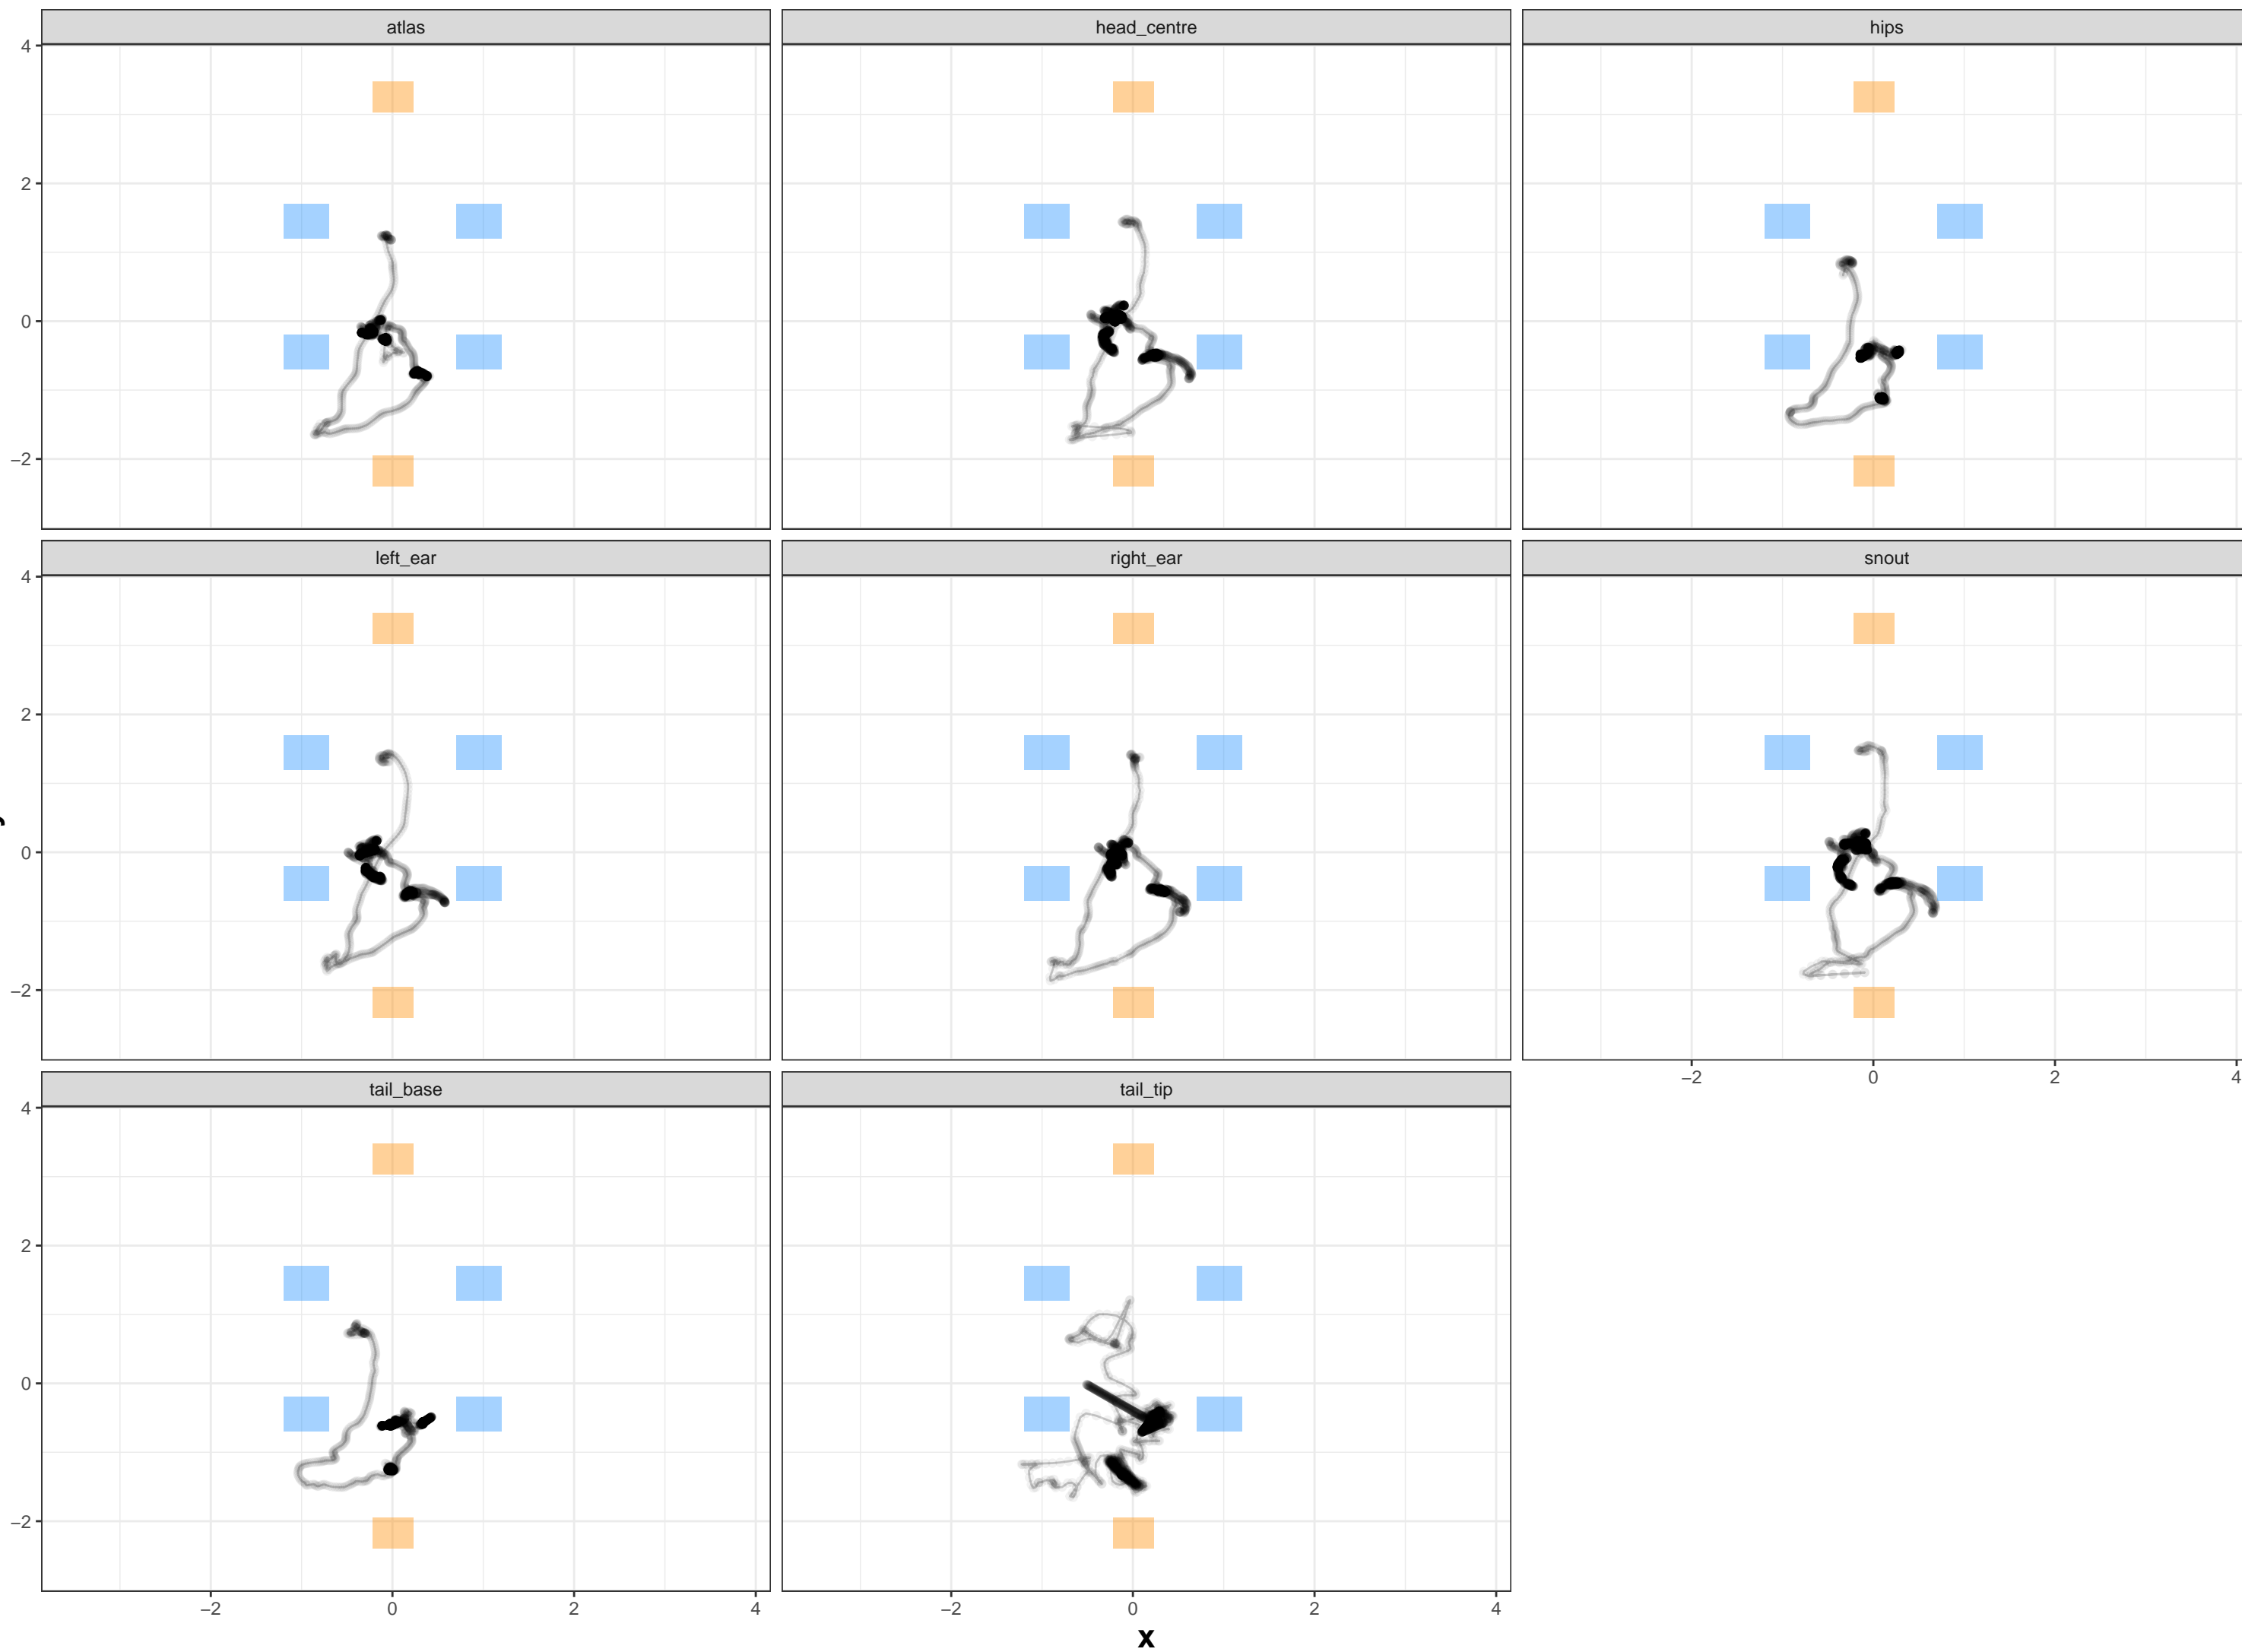 atlas head_centre hips
4
2
0
−2
left_ear right_ear snout
4
2
0
−2
−2 0 2 4
tail_base tail_tip
4
2
0
−2
−2 0 2 4 −2 0 2 4
x